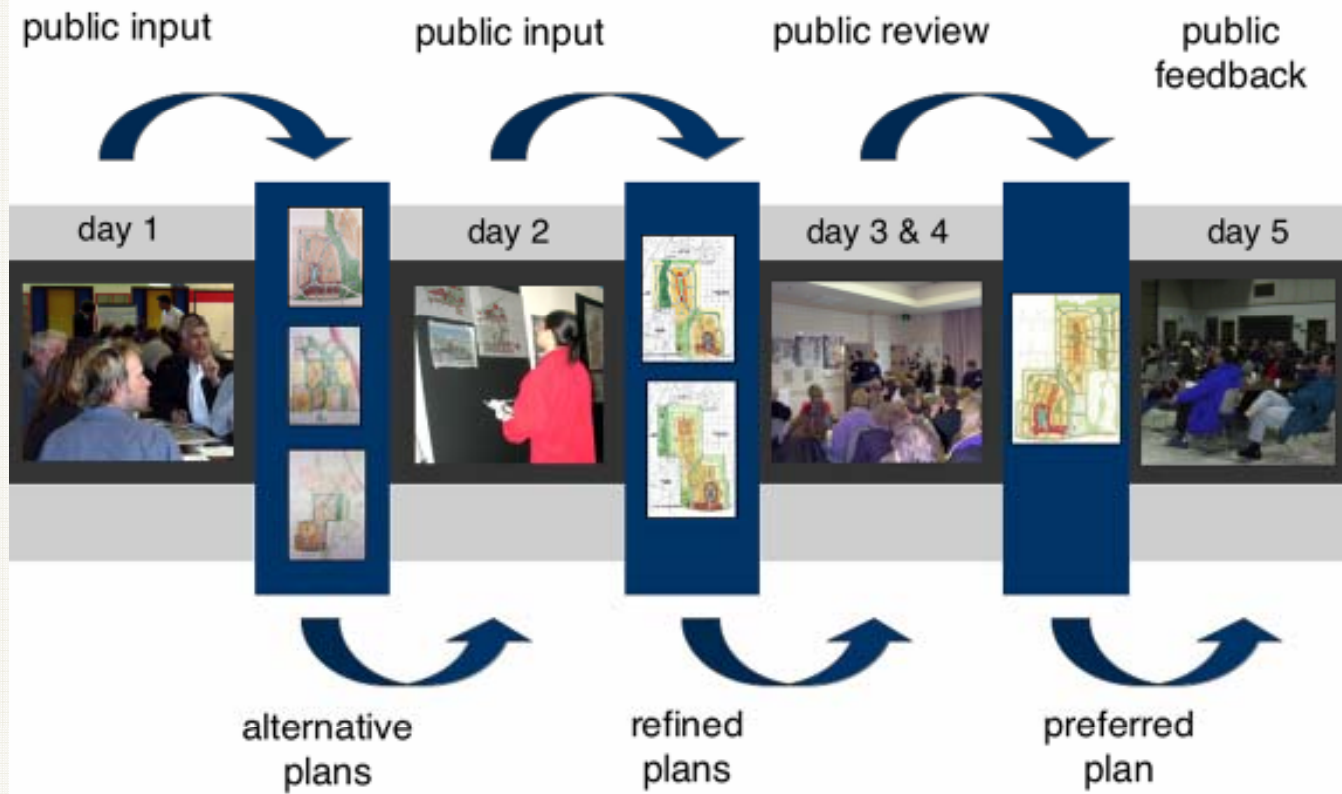 public input
public input
public review
public
feedback
day 1
day 2
day 3 & 4
day 5
alternative
plans
refined
plans
preferred
plan